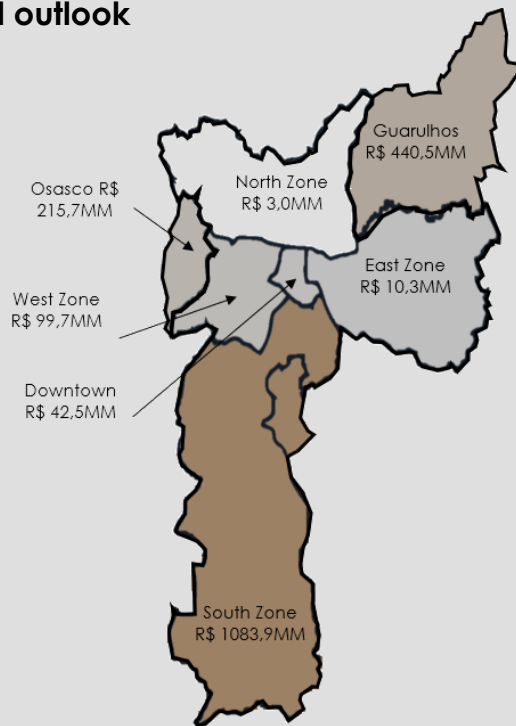 outlook
Guarulhos
R$ 440,5MM
North Zone
R$ 3,0MM
Osasco R$
215,7MM
East Zone
R$ 10,3MM
West Zone
R$ 99,7MM
Downtown
R$ 42,5MM
South Zone
R$ 1083,9MM